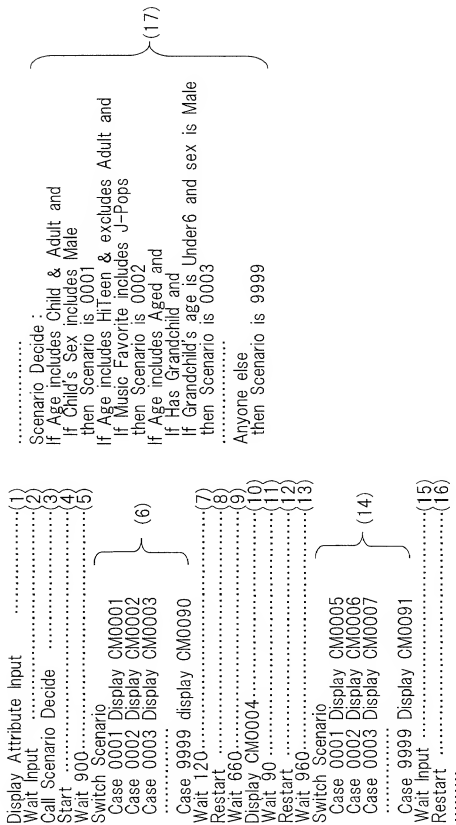 Display Attribute Input ..................(1)
Wait Input ..................(2)
Call Scenario Decide ..................(3)
Start ..................(4)
Wait 900 ..................(5)
Switch Scenario
Case 0001 Display CM0001
Case 0002 Display CM0002
Case 0003 Display CM0003
..................
(6)
Case 9999 display CM0090
Wait 120 ..................(7)
Restart ..................(8)
Wait 660 ..................(9)
Display CM0004 ..................(10)
Wait 90 ..................(11)
Restart ..................(12)
Wait 960 ..................(13)
Switch Scenario
Case 0001 Display CM0005
Case 0002 Display CM0006
Case 0003 Display CM0007
..................
(14)
Case 9999 Display CM0091
Wait Input ..................(15)
Restart ..................(16)
..................
..................
Scenario Decide :
If Age includes Child & Adult and
If Child's Sex includes Male
then Scenario is 0001
If Age includes HiTeen & excludes Adult and
If Music Favorite includes J-Pops
then Scenario is 0002
If Age includes Aged and
If Has Grandchild and
If Grandchild's age is Under6 and sex is Male
then Scenario is 0003
..................
Anyone else
then Scenario is 9999
(17)